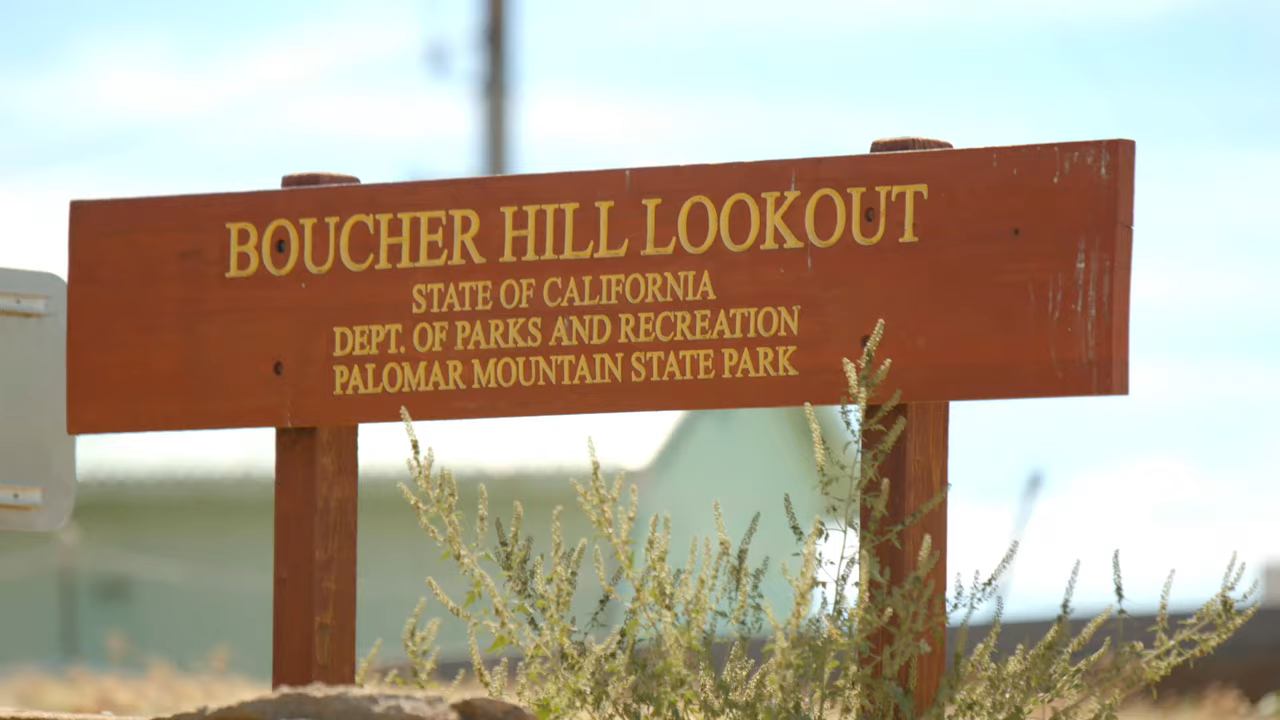 BOUCHER HILL LOOKOUT
STATE OF CALIFORNIA
DEPT. OF PARKS AND RECREATION
PALOMAR MOUNTAIN STATE PARK